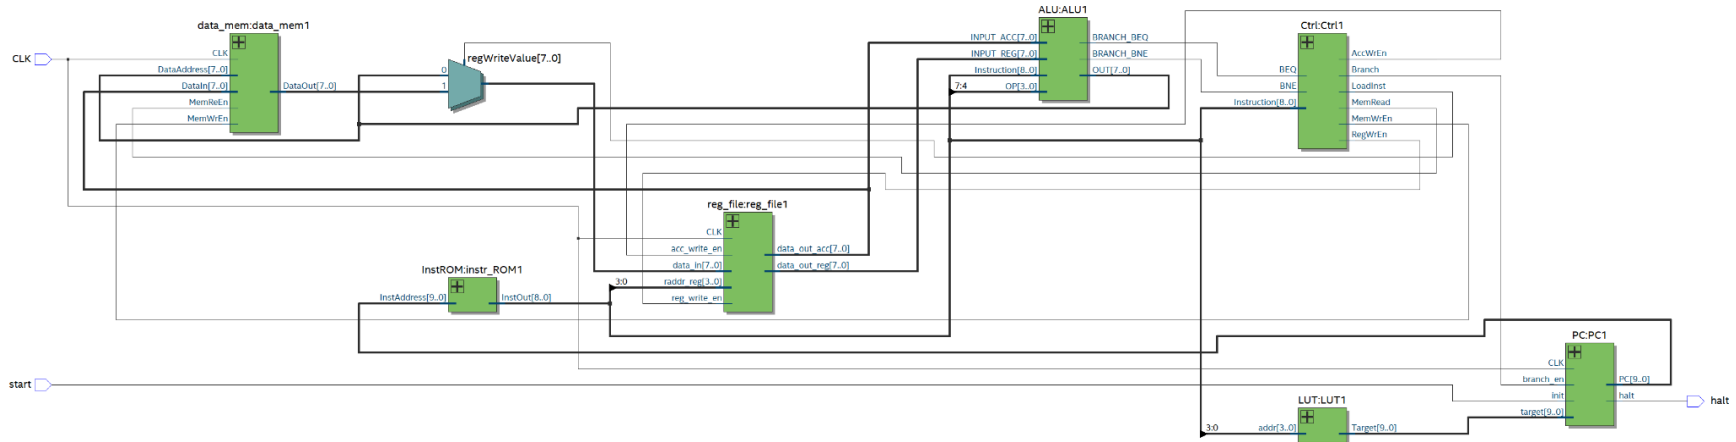 data_mem:data_mem1
CLK
CLK
DataAddress[7..0]
DataIn[7..0]
DataOut[7..0]
MemReEn
MemWrEn
regWriteValue[7..0]
0
1
ALU:ALU1
INPUT_ACC[7..0]
BRANCH_BEQ
INPUT_REG[7..0]
BRANCH_BNE
Instruction[8..0]
OUT[7..0]
7:4
OP[3..0]
Ctrl:Ctrl1
AccWrEn
BEQ
Branch
BNE
LoadInst
Instruction[8..0]
MemRead
MemWrEn
RegWrEn
reg_file:reg_file1
CLK
acc_write_en
data_out_acc[7..0]
data_in[7..0]
data_out_reg[7..0]
3:0
raddr_reg[3..0]
reg_write_en
InstROM:instr_ROM1
InstAddress[9..0]
InstOut[8..0]
PC:PC1
CLK
start
branch_en
PC[9..0]
init
halt
halt
target[9..0]
LUT:LUT1
3:0
addr[3..0]
Target[9..0]